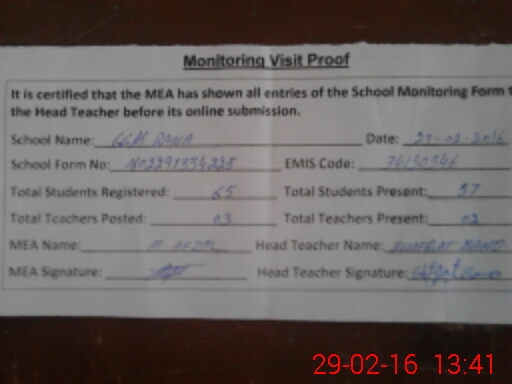 Monitoring Visit Proof
It is certified that the MEA has shown all entries of the School Monitoring Form
the Head Teacher before its online submission.
School Name: GGPS Date: 29-02-2016
School Form No: EMIS Code:
Total Students Registered: 65 Total Students Present: 57
Total Teachers Posted: 03 Total Teachers Present: 02
MEA Name: Head Teacher Name:
MEA Signature: Head Teacher Signature:
29-02-16 13:41